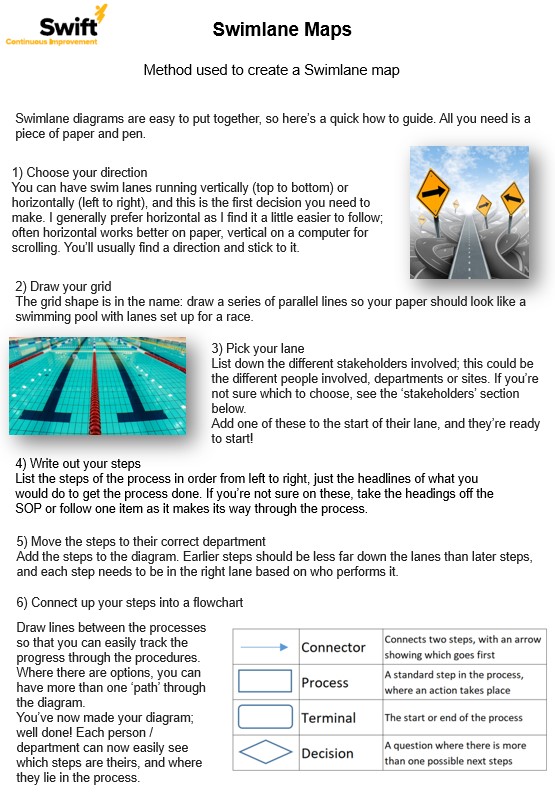 Swift
Continuous Improvement
Swimlane Maps
Method used to create a Swimlane map
Swimlane diagrams are easy to put together, so here's a quick how to guide. All you need is a
piece of paper and pen.
1) Choose your direction
You can have swim lanes running vertically (top to bottom) or
horizontally (left to right), and this is the first decision you need to
make. I generally prefer horizontal as I find it a little easier to follow;
often horizontal works better on paper, vertical on a computer for
scrolling. You'll usually find a direction and stick to it.
2) Draw your grid
The grid shape is in the name: draw a series of parallel lines so your paper should look like a
swimming pool with lanes set up for a race.
3) Pick your lane
List down the different stakeholders involved; this could be
the different people involved, departments or sites. If you're
not sure which to choose, see the 'stakeholders' section
below.
Add one of these to the start of their lane, and they're ready
to start!
4) Write out your steps
List the steps of the process in order from left to right, just the headlines of what you
would do to get the process done. If you're not sure on these, take the headings off the
SOP or follow one item as it makes its way through the process.
5) Move the steps to their correct department
Add the steps to the diagram. Earlier steps should be less far down the lanes than later steps,
and each step needs to be in the right lane based on who performs it.
6) Connect up your steps into a flowchart
Draw lines between the processes
so that you can easily track the
progress through the procedures.
Where there are options, you can
have more than one 'path' through
the diagram.
You've now made your diagram;
well done! Each person /
department can now easily see
which steps are theirs, and where
they lie in the process.
Connector
Connects two steps, with an arrow
showing which goes first
Process
A standard step in the process,
where an action takes place
Terminal
The start or end of the process
Decision
A question where there is more
than one possible next steps